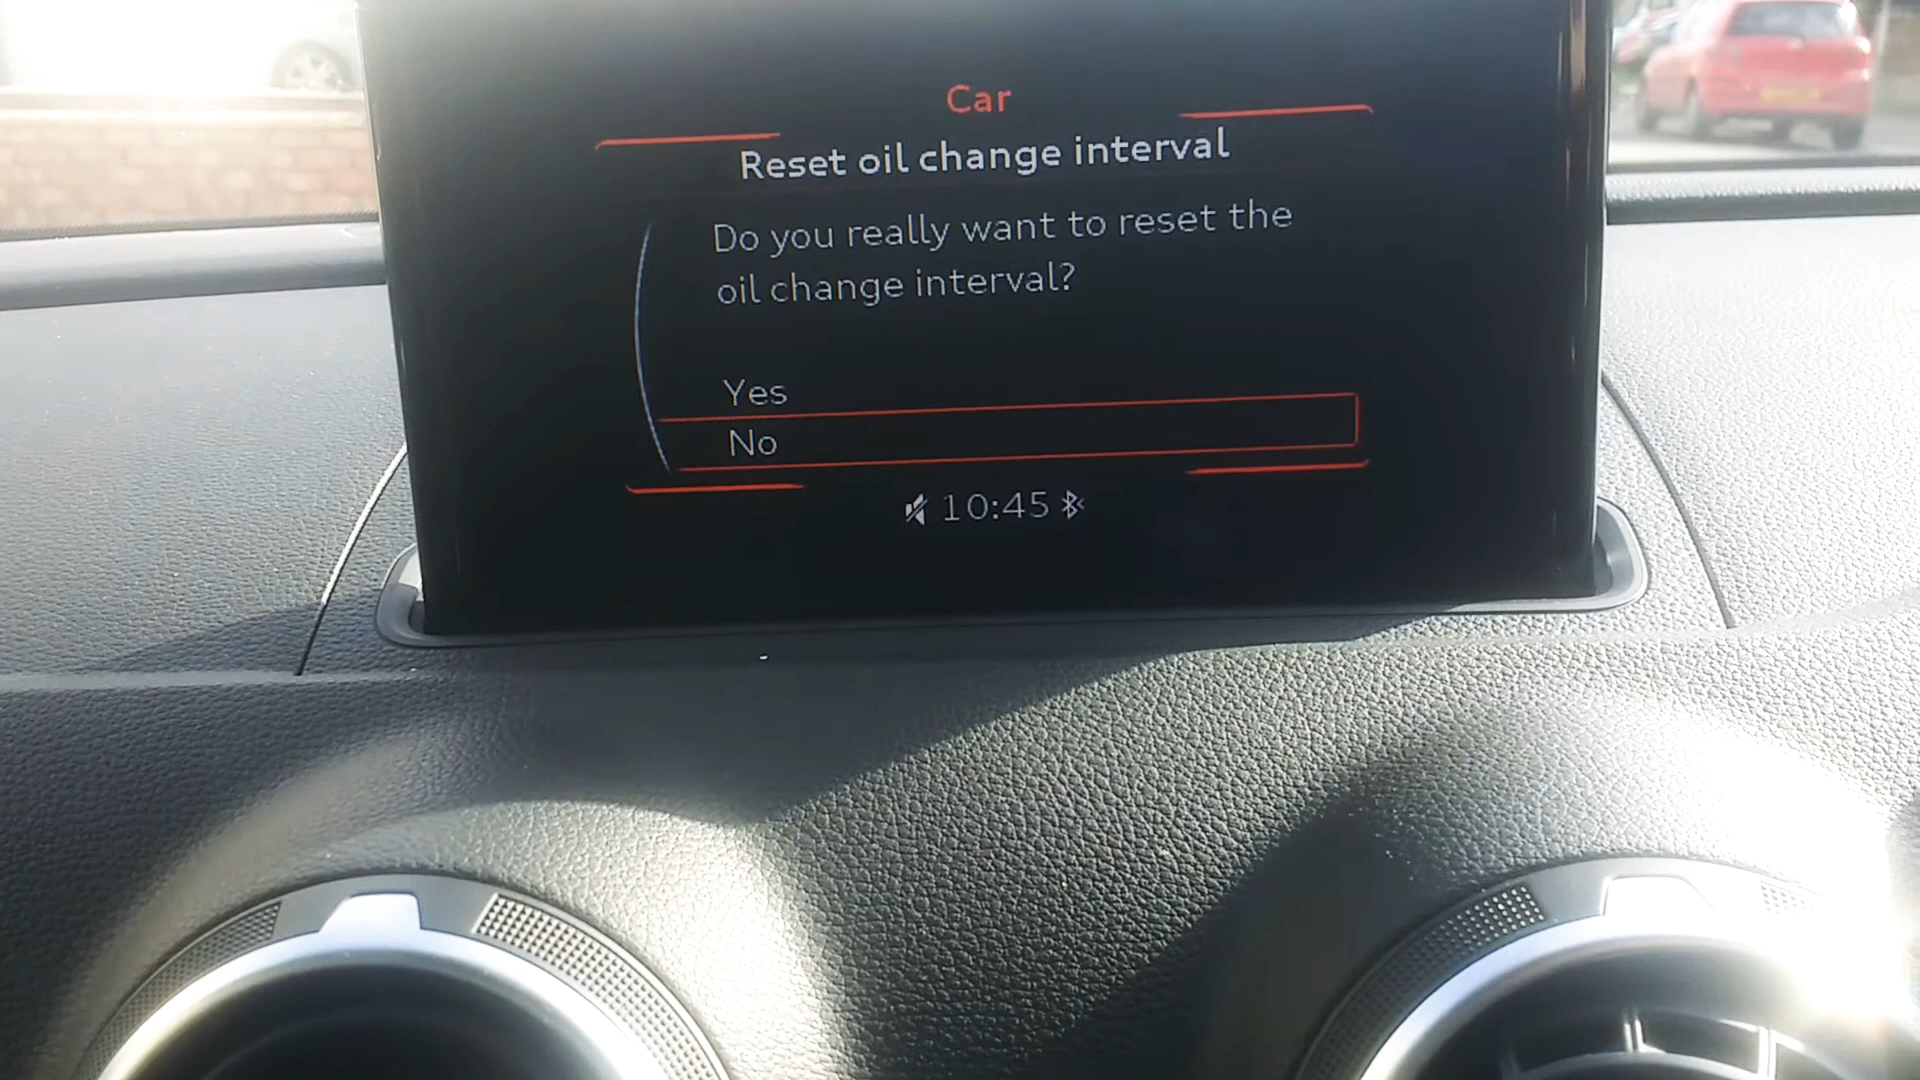 Car
Reset oil change interval
Do you really want to reset the
oil change interval?
Yes
No
10:45